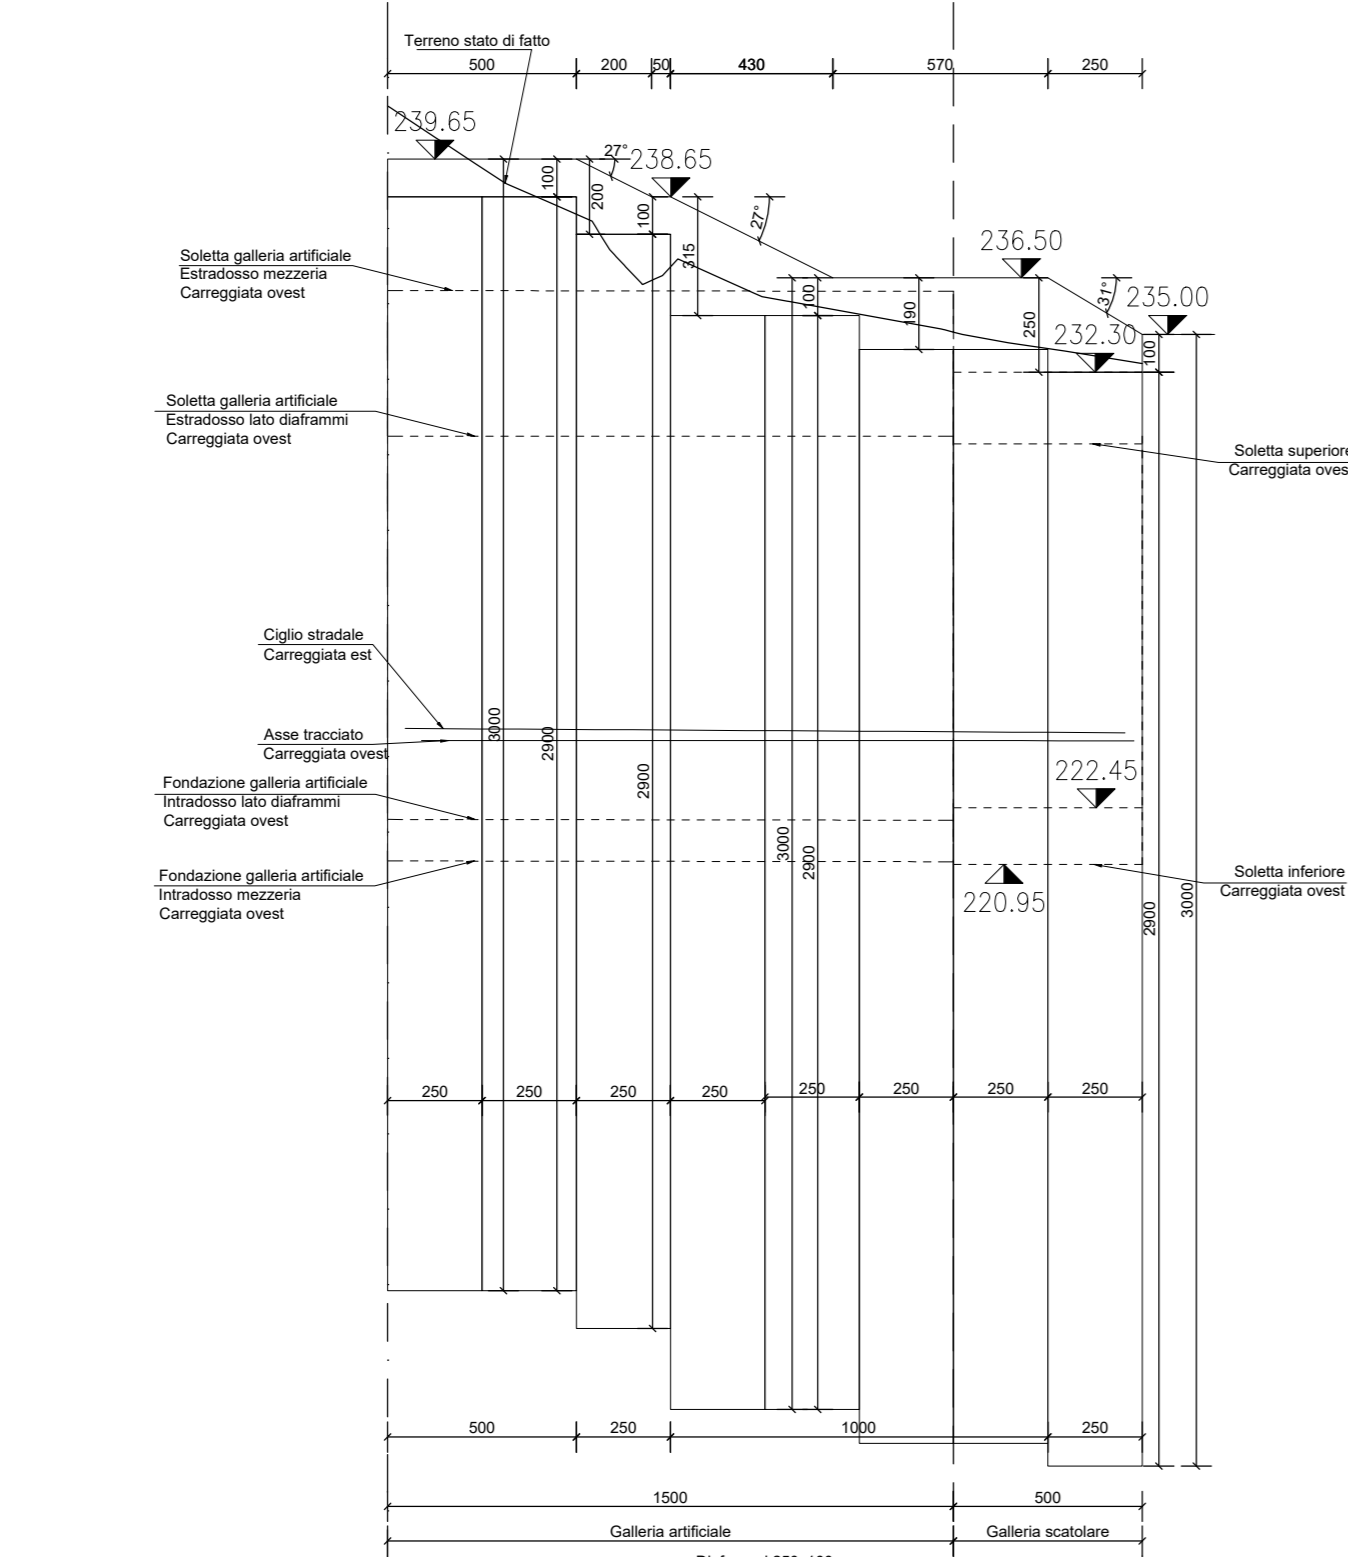 Terreno stato di fatto
500 200 50 430 570 250
239.65
27°
238.65
100
200
100
315
27°
236.50
31°
235.00
Soletta galleria artificiale
Estradosso mezzeria
Carreggiata ovest
100
190
250
232.30
100
Soletta galleria artificiale
Estradosso lato diaframmi
Carreggiata ovest
Soletta superiore
Carreggiata ovest
Ciglio stradale
Carreggiata est
Asse tracciato
Carreggiata ovest
3000
2900
2900
Fondazione galleria artificiale
Intradosso lato diaframmi
Carreggiata ovest
222.45
3000
2900
Fondazione galleria artificiale
Intradosso mezzeria
Carreggiata ovest
220.95
Soletta inferiore
Carreggiata ovest
2900
3000
250 250 250 250 250 250 250 250
500 250 1000 250
1500 500
Galleria artificiale Galleria scatolare